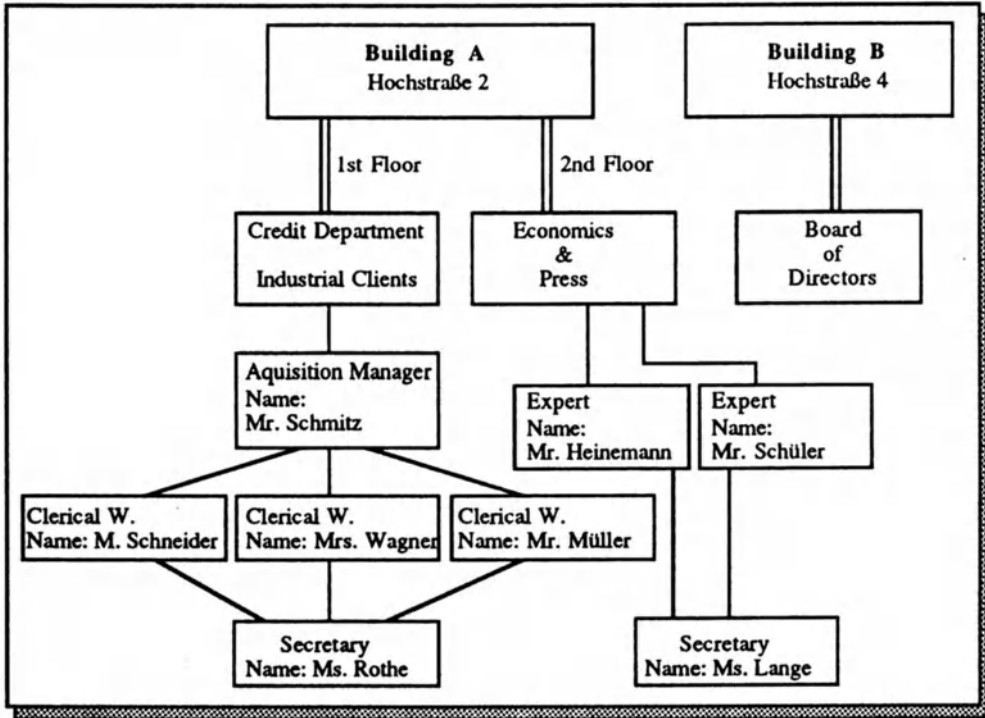 Building A
Hochstraße 2
Building B
Hochstraße 4
1st Floor
2nd Floor
Credit Department
Industrial Clients
Economics
&
Press
Board
of
Directors
Aquisition Manager
Name:
Mr. Schmitz
Expert
Name:
Mr. Heinemann
Expert
Name:
Mr. Schüler
Clerical W.
Name: M. Schneider
Clerical W.
Name: Mrs. Wagner
Clerical W.
Name: Mr. Müller
Secretary
Name: Ms. Rothe
Secretary
Name: Ms. Lange